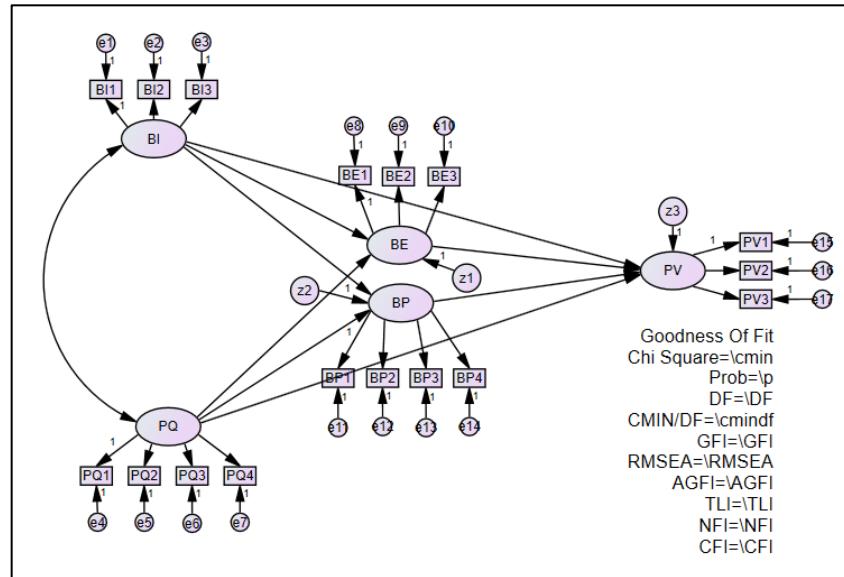 e1 e2 e3
1 1 1
BI1 BI2 BI3
1
BI
e8 e9 e10
1 1 1
BE1 BE2 BE3
1
BE
1
z1
z2
1
BP
1
BP1 BP2 BP3 BP4
1 1 1 1
e11 e12 e13 e14
z3
1
PV
1
PV1 1 e15
PV2 1 e16
PV3 1 e17
PQ
1
PQ1 PQ2 PQ3 PQ4
1 1 1 1
e4 e5 e6 e7
Goodness Of Fit
Chi Square=\cmin
Prob=\p
DF=\DF
CMIN/DF=\cmindf
GFI=\GFI
RMSEA=\RMSEA
AGFI=\AGFI
TLI=\TLI
NFI=\NFI
CFI=\CFI